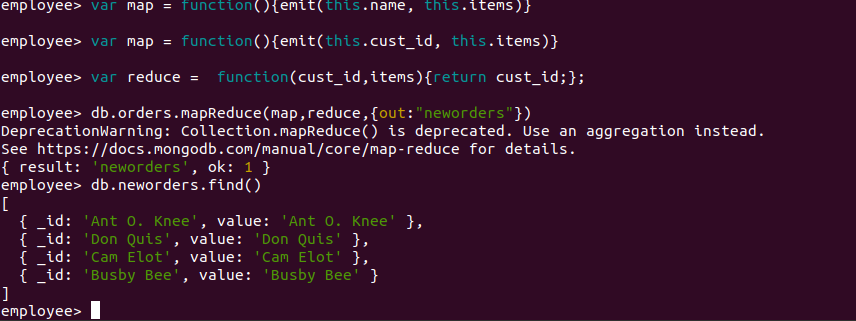 employee> var map = function(){emit(this.name, this.items)}
employee> var map = function(){emit(this.cust_id, this.items)}
employee> var reduce =  function(cust_id,items){return cust_id;};
employee> db.orders.mapReduce(map,reduce,{out:"neworders"})
DeprecationWarning: Collection.mapReduce() is deprecated. Use an aggregation instead.
See https://docs.mongodb.com/manual/core/map-reduce for details.
{ result: 'neworders', ok: 1 }
employee> db.neworders.find()
[
  { _id: 'Ant O. Knee', value: 'Ant O. Knee' },
  { _id: 'Don Quis', value: 'Don Quis' },
  { _id: 'Cam Elot', value: 'Cam Elot' },
  { _id: 'Busby Bee', value: 'Busby Bee' }
]
employee>